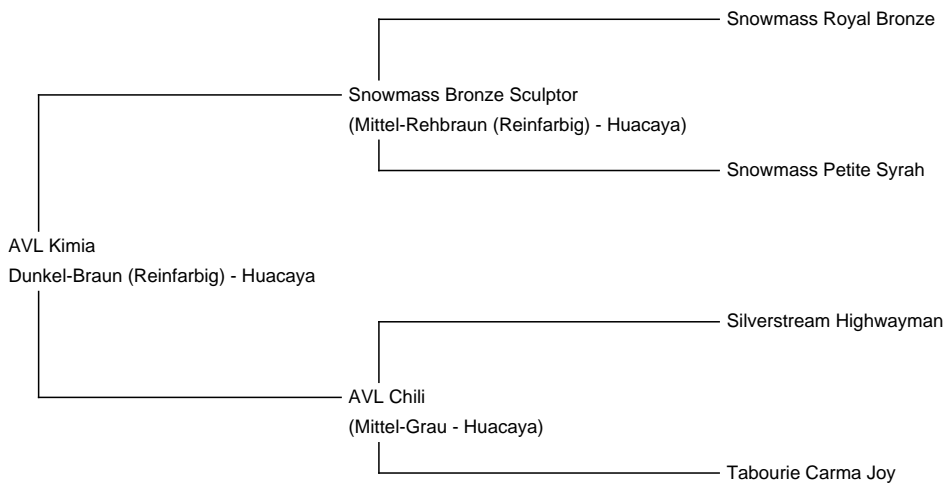 Snowmass Royal Bronze
Snowmass Bronze Sculptor
(Mittel-Rehbraun (Reinfarbig) - Huacaya)
Snowmass Petite Syrah
AVL Kimia
Dunkel-Braun (Reinfarbig) - Huacaya
Silverstream Highwayman
AVL Chili
(Mittel-Grau - Huacaya)
Tabourie Carma Joy